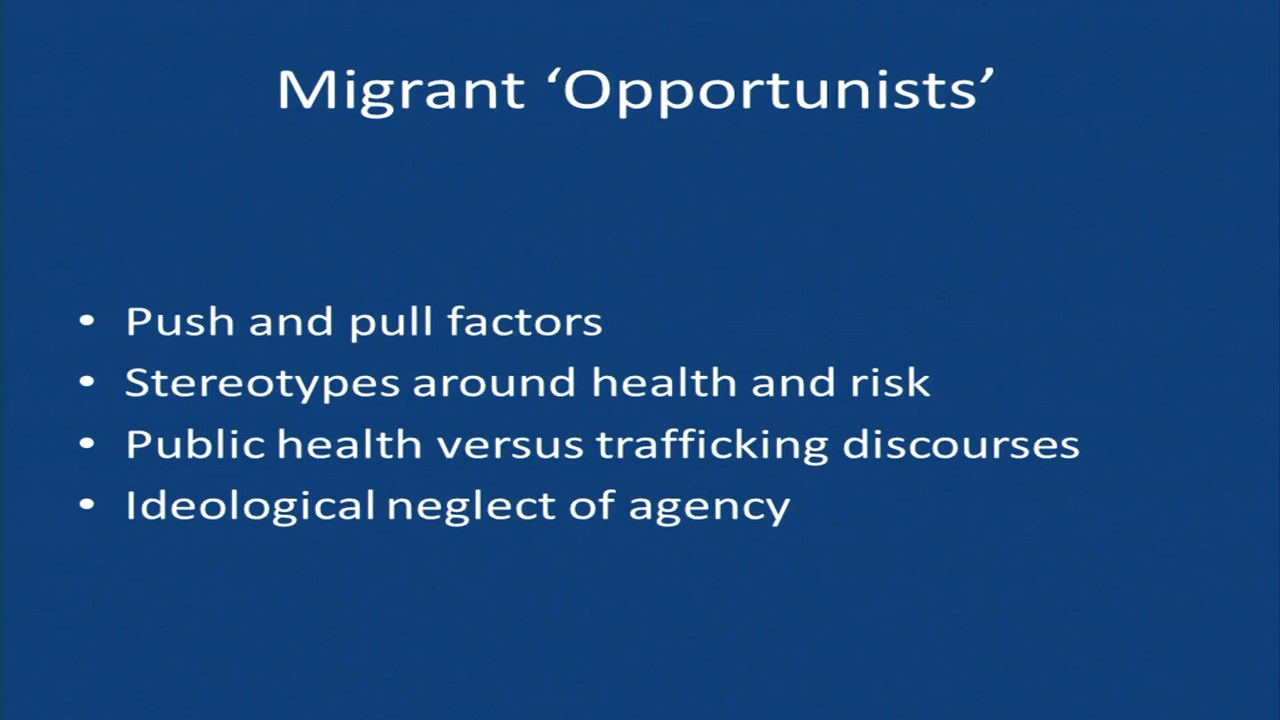 Migrant ‘Opportunists’
• Push and pull factors
• Stereotypes around health and risk
• Public health versus trafficking discourses
• Ideological neglect of agency